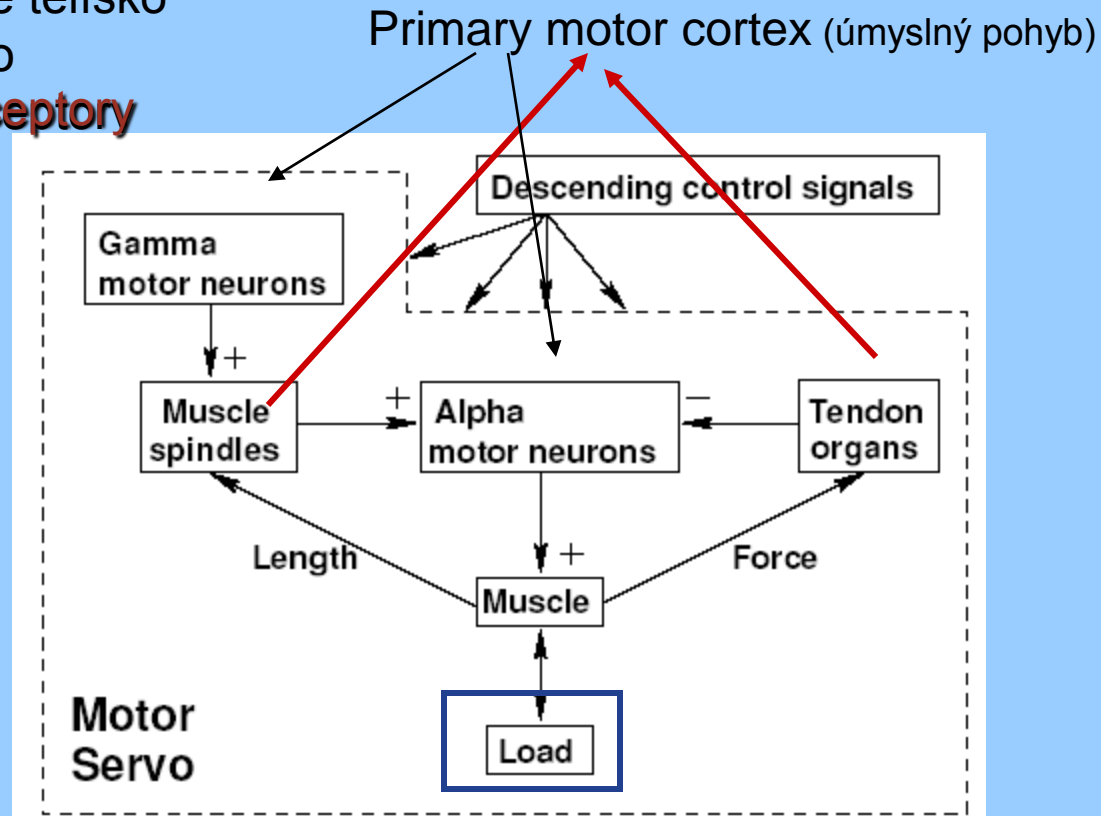 tělísko
Primary motor cortex (úmyslný pohyb)
Descending control signals
Gamma
motor neurons
+
Muscle
spindles
+
Alpha
motor neurons
−
Tendon
organs
Length
+
Force
Muscle
Motor
Servo
Load